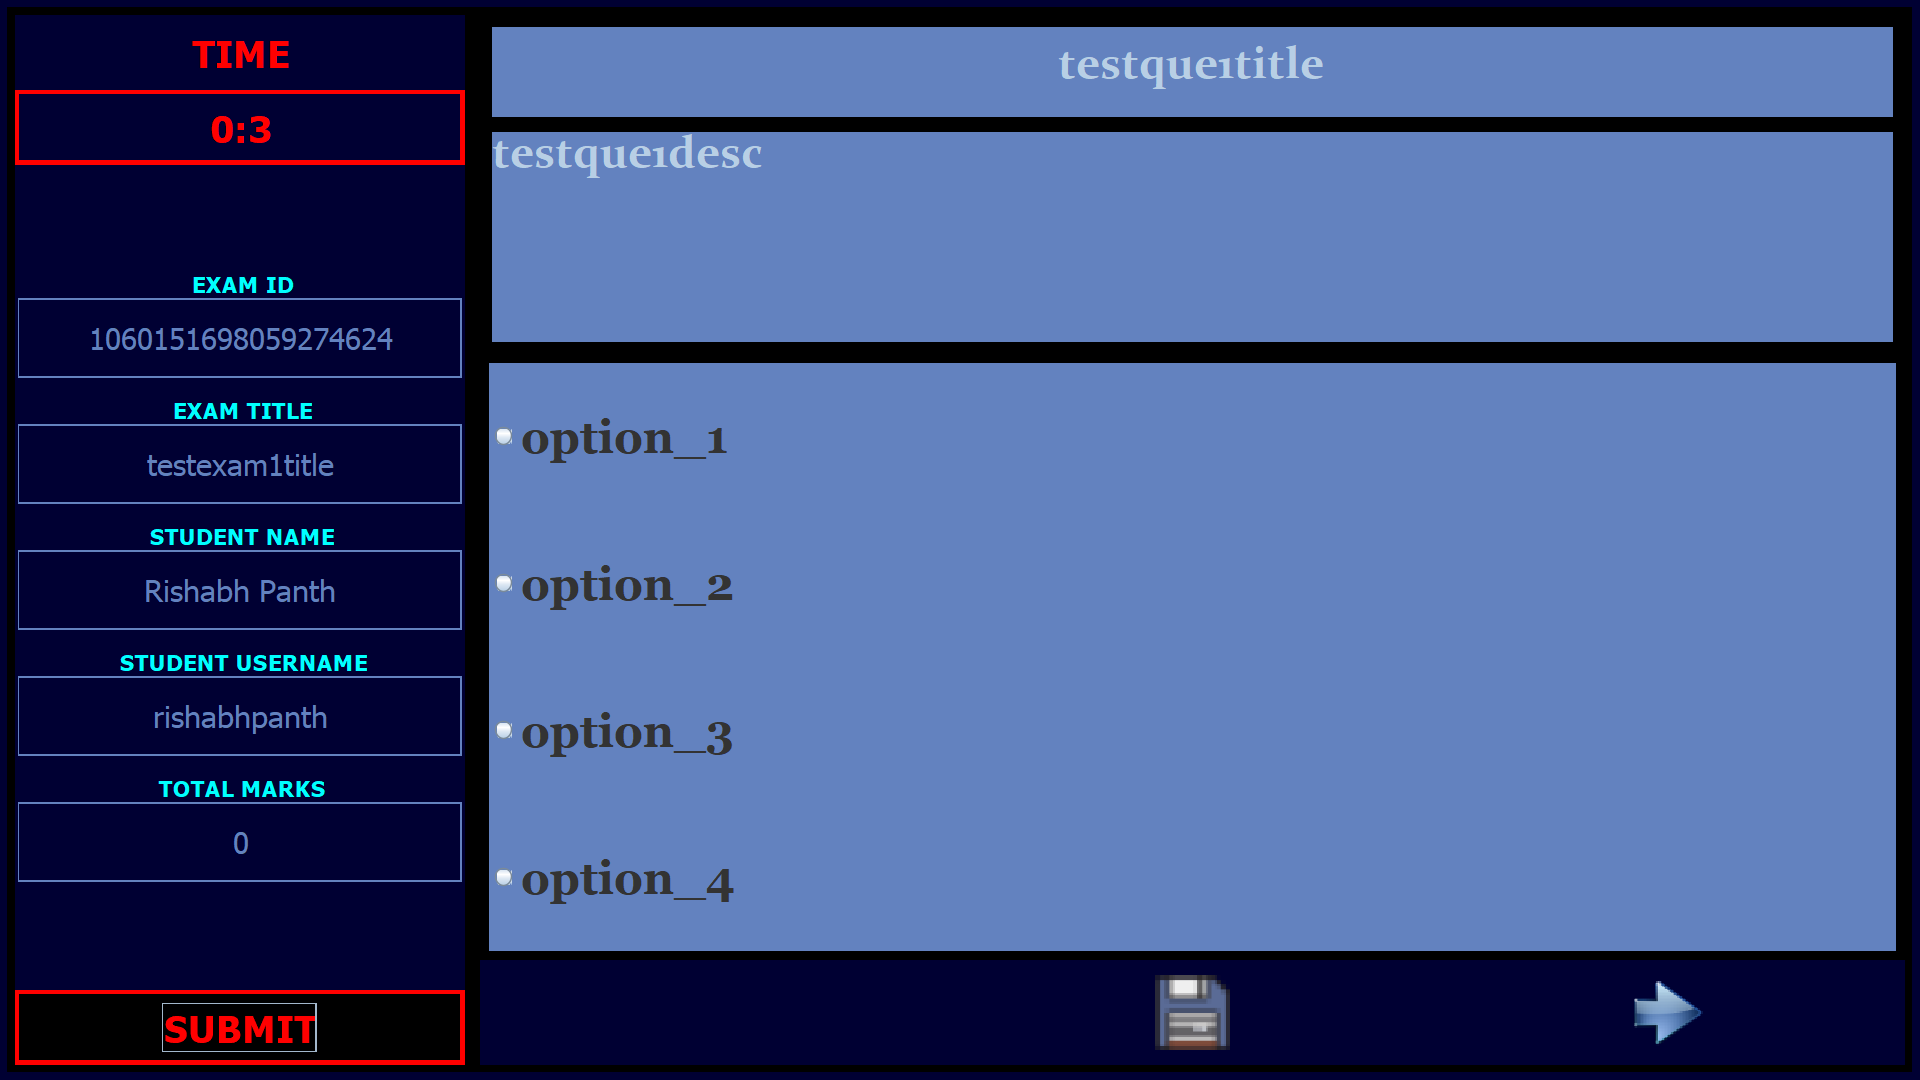 TIME
0:3
EXAM ID
1060151698059274624
EXAM TITLE
testexam1title
STUDENT NAME
Rishabh Panth
STUDENT USERNAME
rishabhpanth
TOTAL MARKS
0
SUBMIT
testque1title
testque1desc
option_1
option_2
option_3
option_4